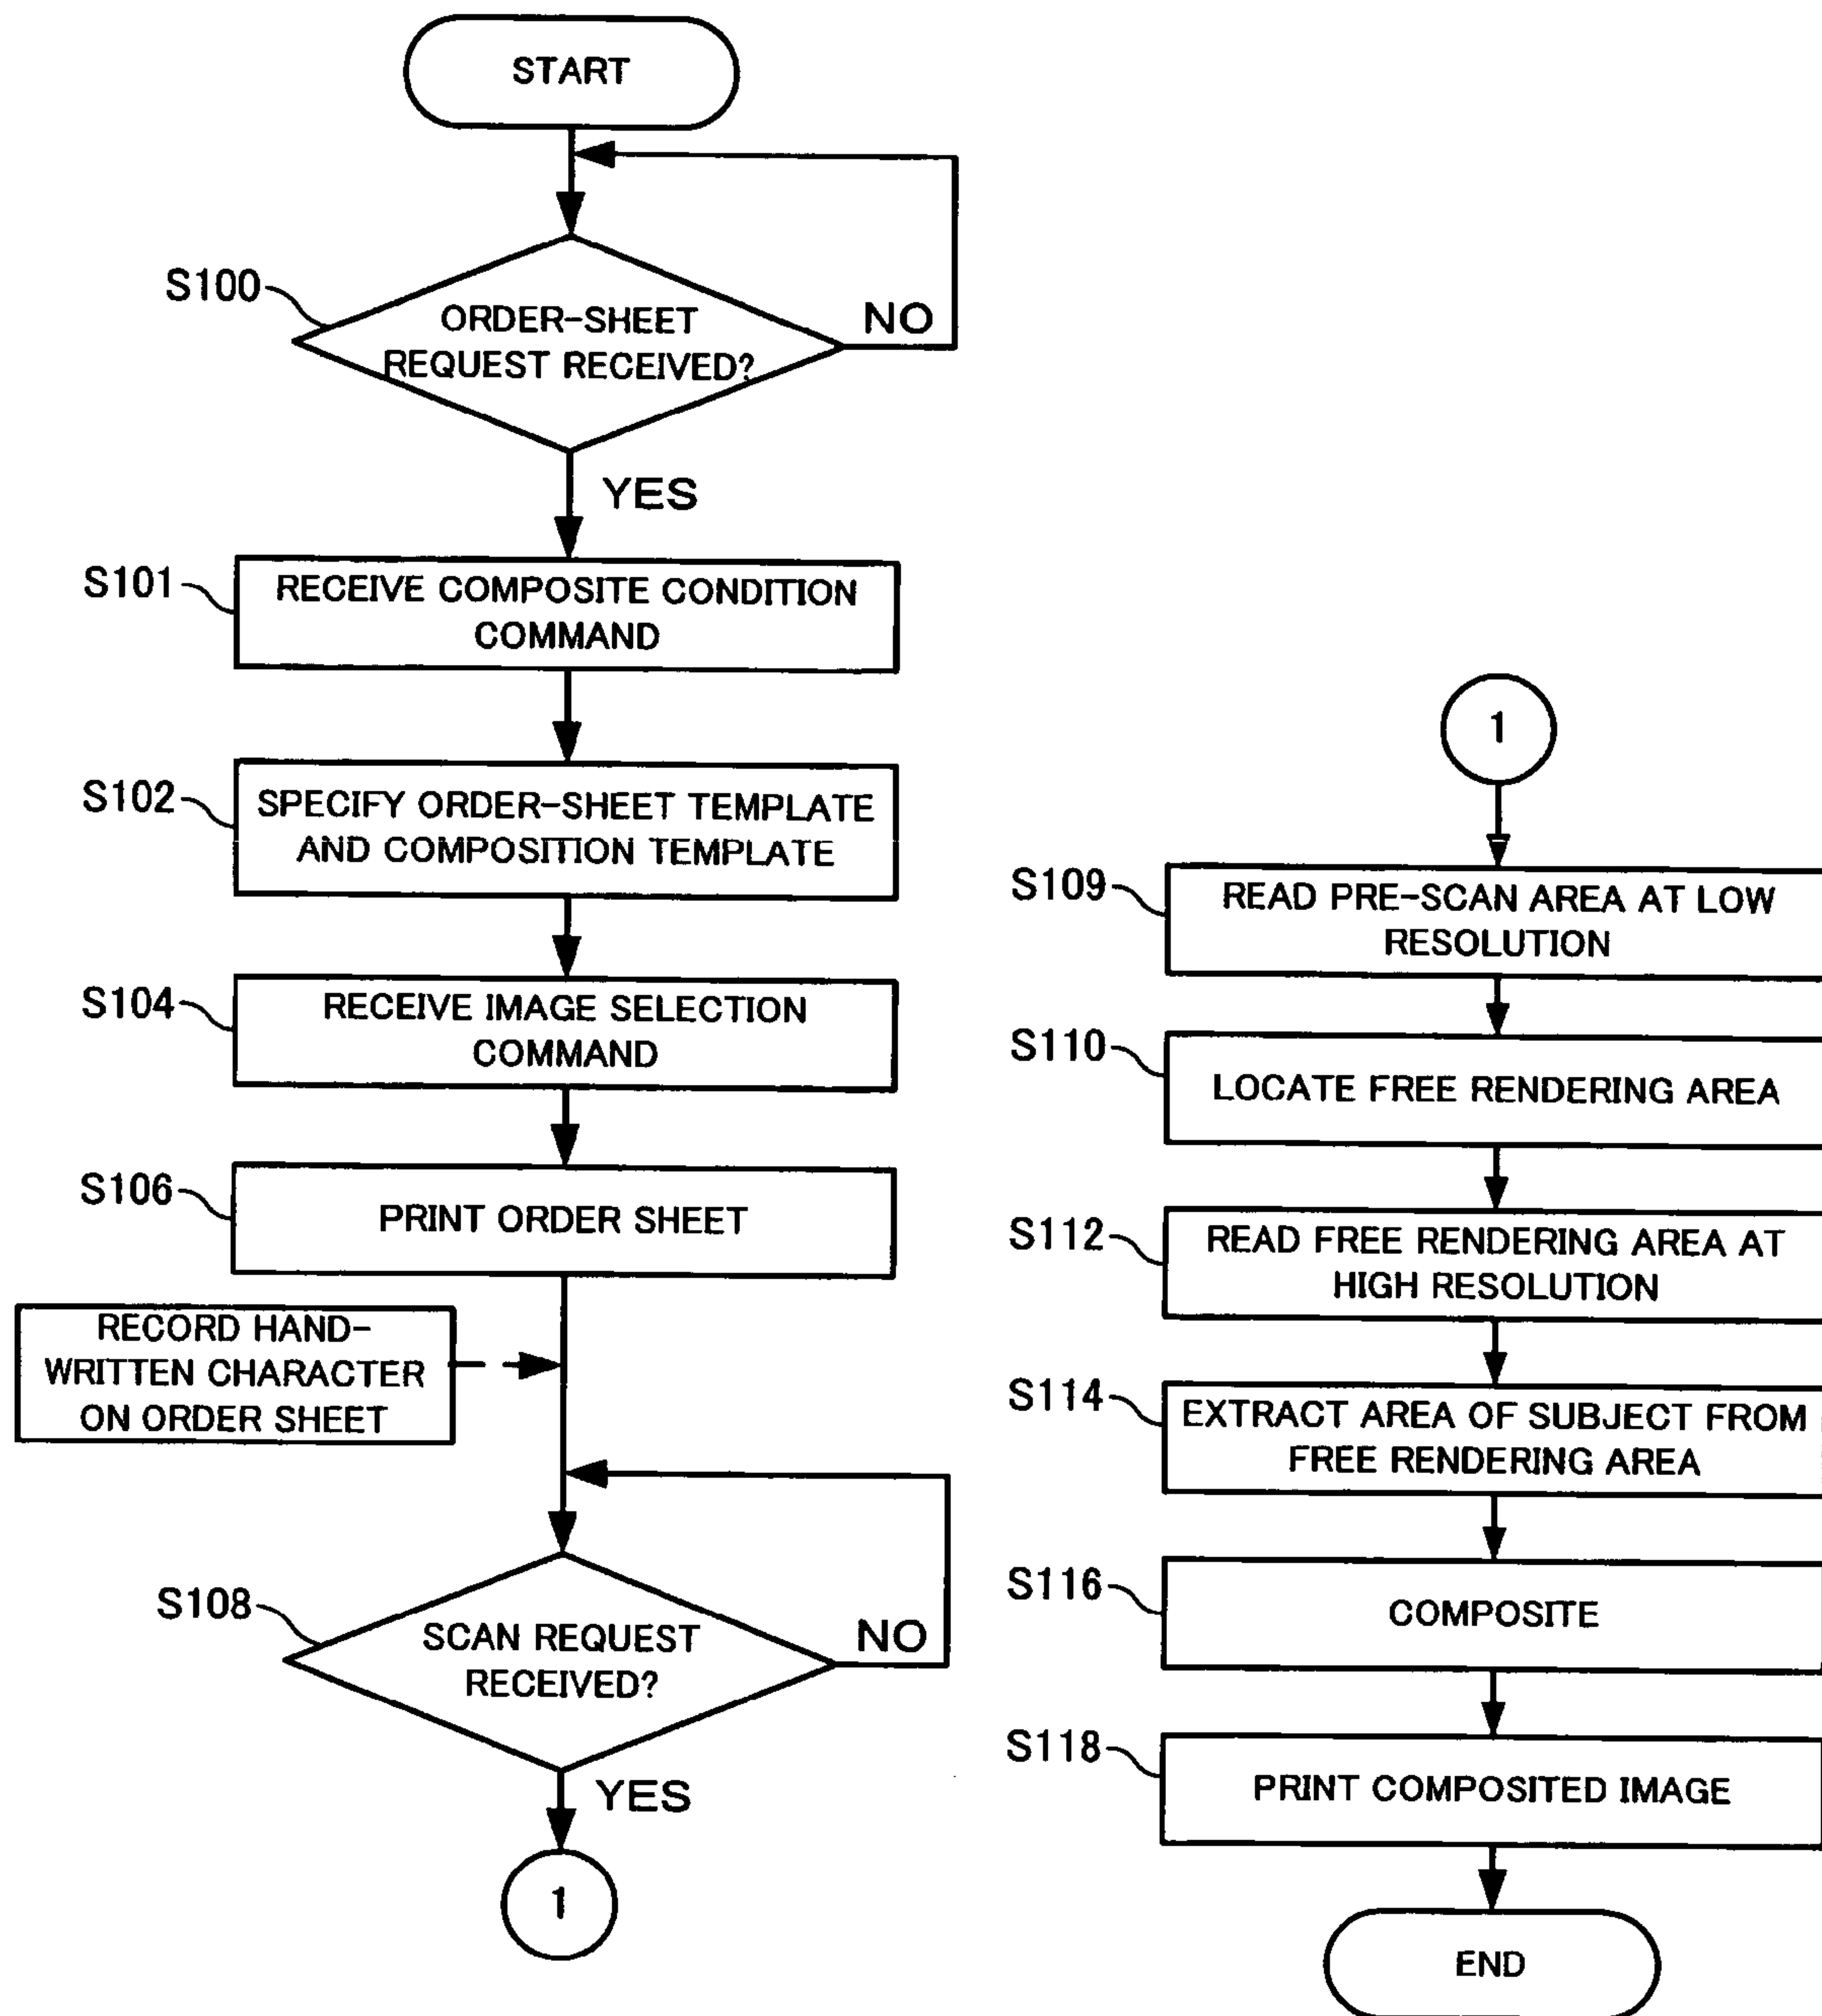 START
S100
ORDER-SHEET
REQUEST RECEIVED?
NO
YES
S101
RECEIVE COMPOSITE CONDITION
COMMAND
S102
SPECIFY ORDER-SHEET TEMPLATE
AND COMPOSITION TEMPLATE
S104
RECEIVE IMAGE SELECTION
COMMAND
S106
PRINT ORDER SHEET
RECORD HAND-
WRITTEN CHARACTER
ON ORDER SHEET
S108
SCAN REQUEST
RECEIVED?
NO
YES
1
1
S109
READ PRE-SCAN AREA AT LOW
RESOLUTION
S110
LOCATE FREE RENDERING AREA
S112
READ FREE RENDERING AREA AT
HIGH RESOLUTION
S114
EXTRACT AREA OF SUBJECT FROM
FREE RENDERING AREA
S116
COMPOSITE
S118
PRINT COMPOSITED IMAGE
END